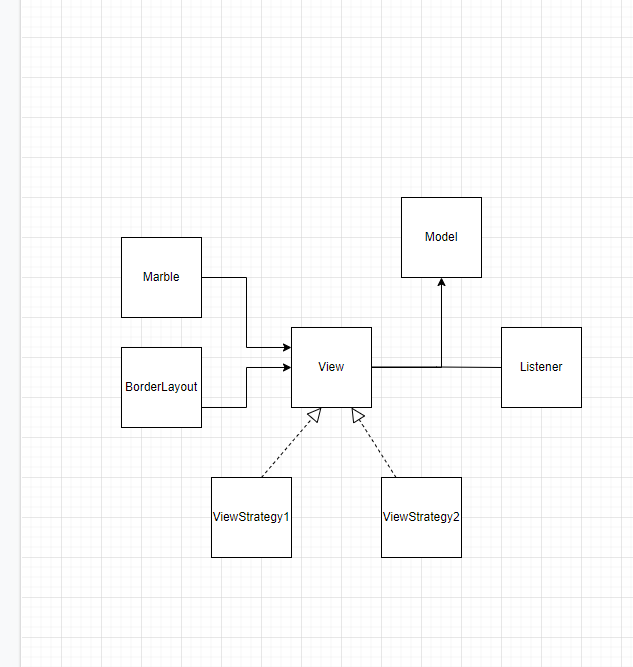 Model
Marble
View
Listener
BorderLayout
ViewStrategy1
ViewStrategy2